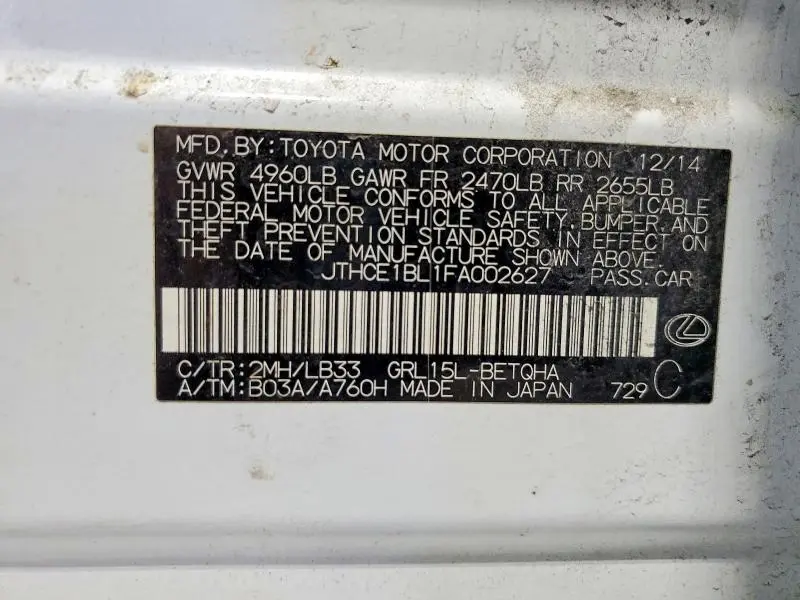 MFD. BY: TOYOTA MOTOR CORPORATION 12/14
GVWR 4960LB GAWR FR 2470LB RR 2655LB
THIS VEHICLE CONFORMS TO ALL APPLICABLE
FEDERAL MOTOR VEHICLE SAFETY, BUMPER, AND
THEFT PREVENTION STANDARDS IN EFFECT ON
THE DATE OF MANUFACTURE SHOWN ABOVE.
JTHCE1BL1FA002627 PASS. CAR
C/TR: 2MH/LB33 GRL15L-BETQHA
A/TM: B03A/A760H MADE IN JAPAN 729 C